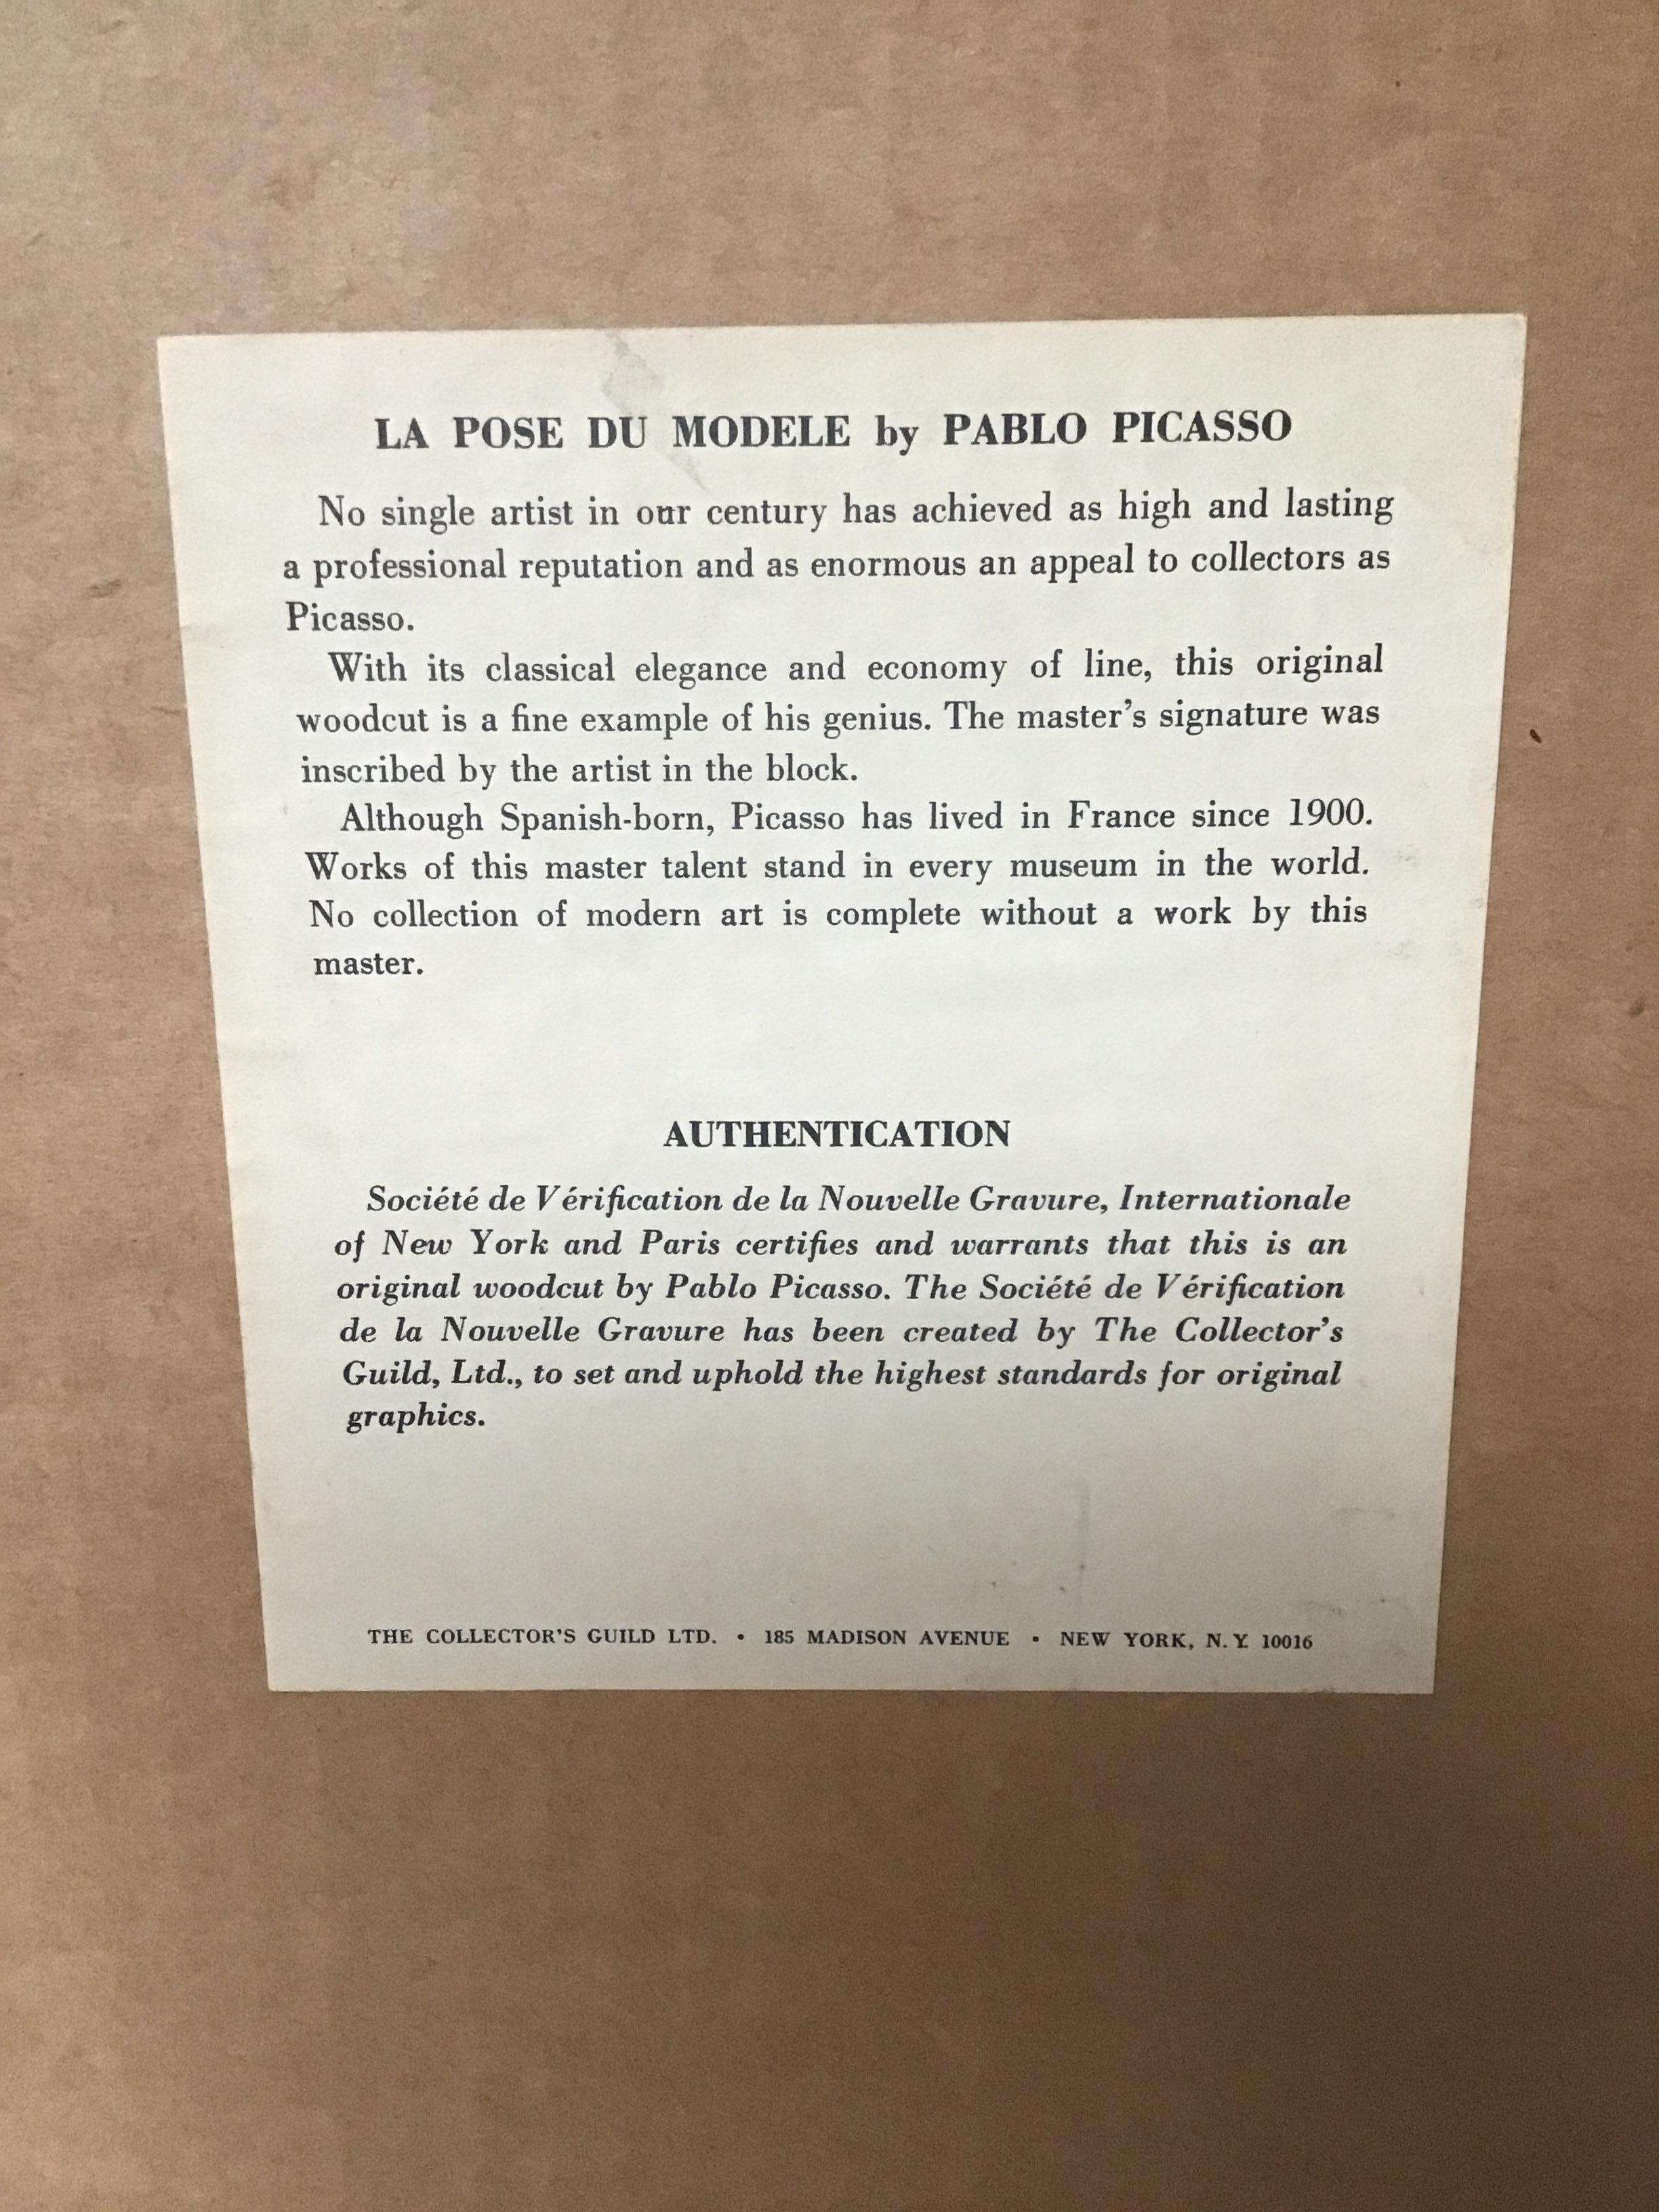 LA POSE DU MODELE by PABLO PICASSO
No single artist in our century has achieved as high and lasting
a professional reputation and as enormous an appeal to collectors as
Picasso.
With its classical elegance and economy of line, this original
woodcut is a fine example of his genius. The master's signature was
inscribed by the artist in the block.
Although Spanish-born, Picasso has lived in France since 1900.
Works of this master talent stand in every museum in the world.
No collection of modern art is complete without a work by this
master.
AUTHENTICATION
Société de Vérification de la Nouvelle Gravure, Internationale
of New York and Paris certifies and warrants that this is an
original woodcut by Pablo Picasso. The Société de Vérification
de la Nouvelle Gravure has been created by The Collector's
Guild, Ltd., to set and uphold the highest standards for original
graphics.
THE COLLECTOR'S GUILD LTD. • 185 MADISON AVENUE • NEW YORK, N.Y. 10016